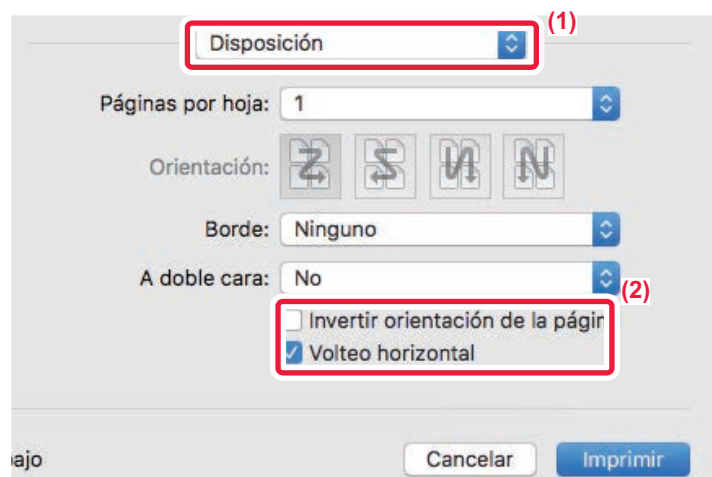 (1)
Disposición
Páginas por hoja: 1
Orientación:
Borde: Ninguno
A doble cara: No
(2)
Invertir orientación de la págin
Volteo horizontal
ajo Cancelar Imprimir